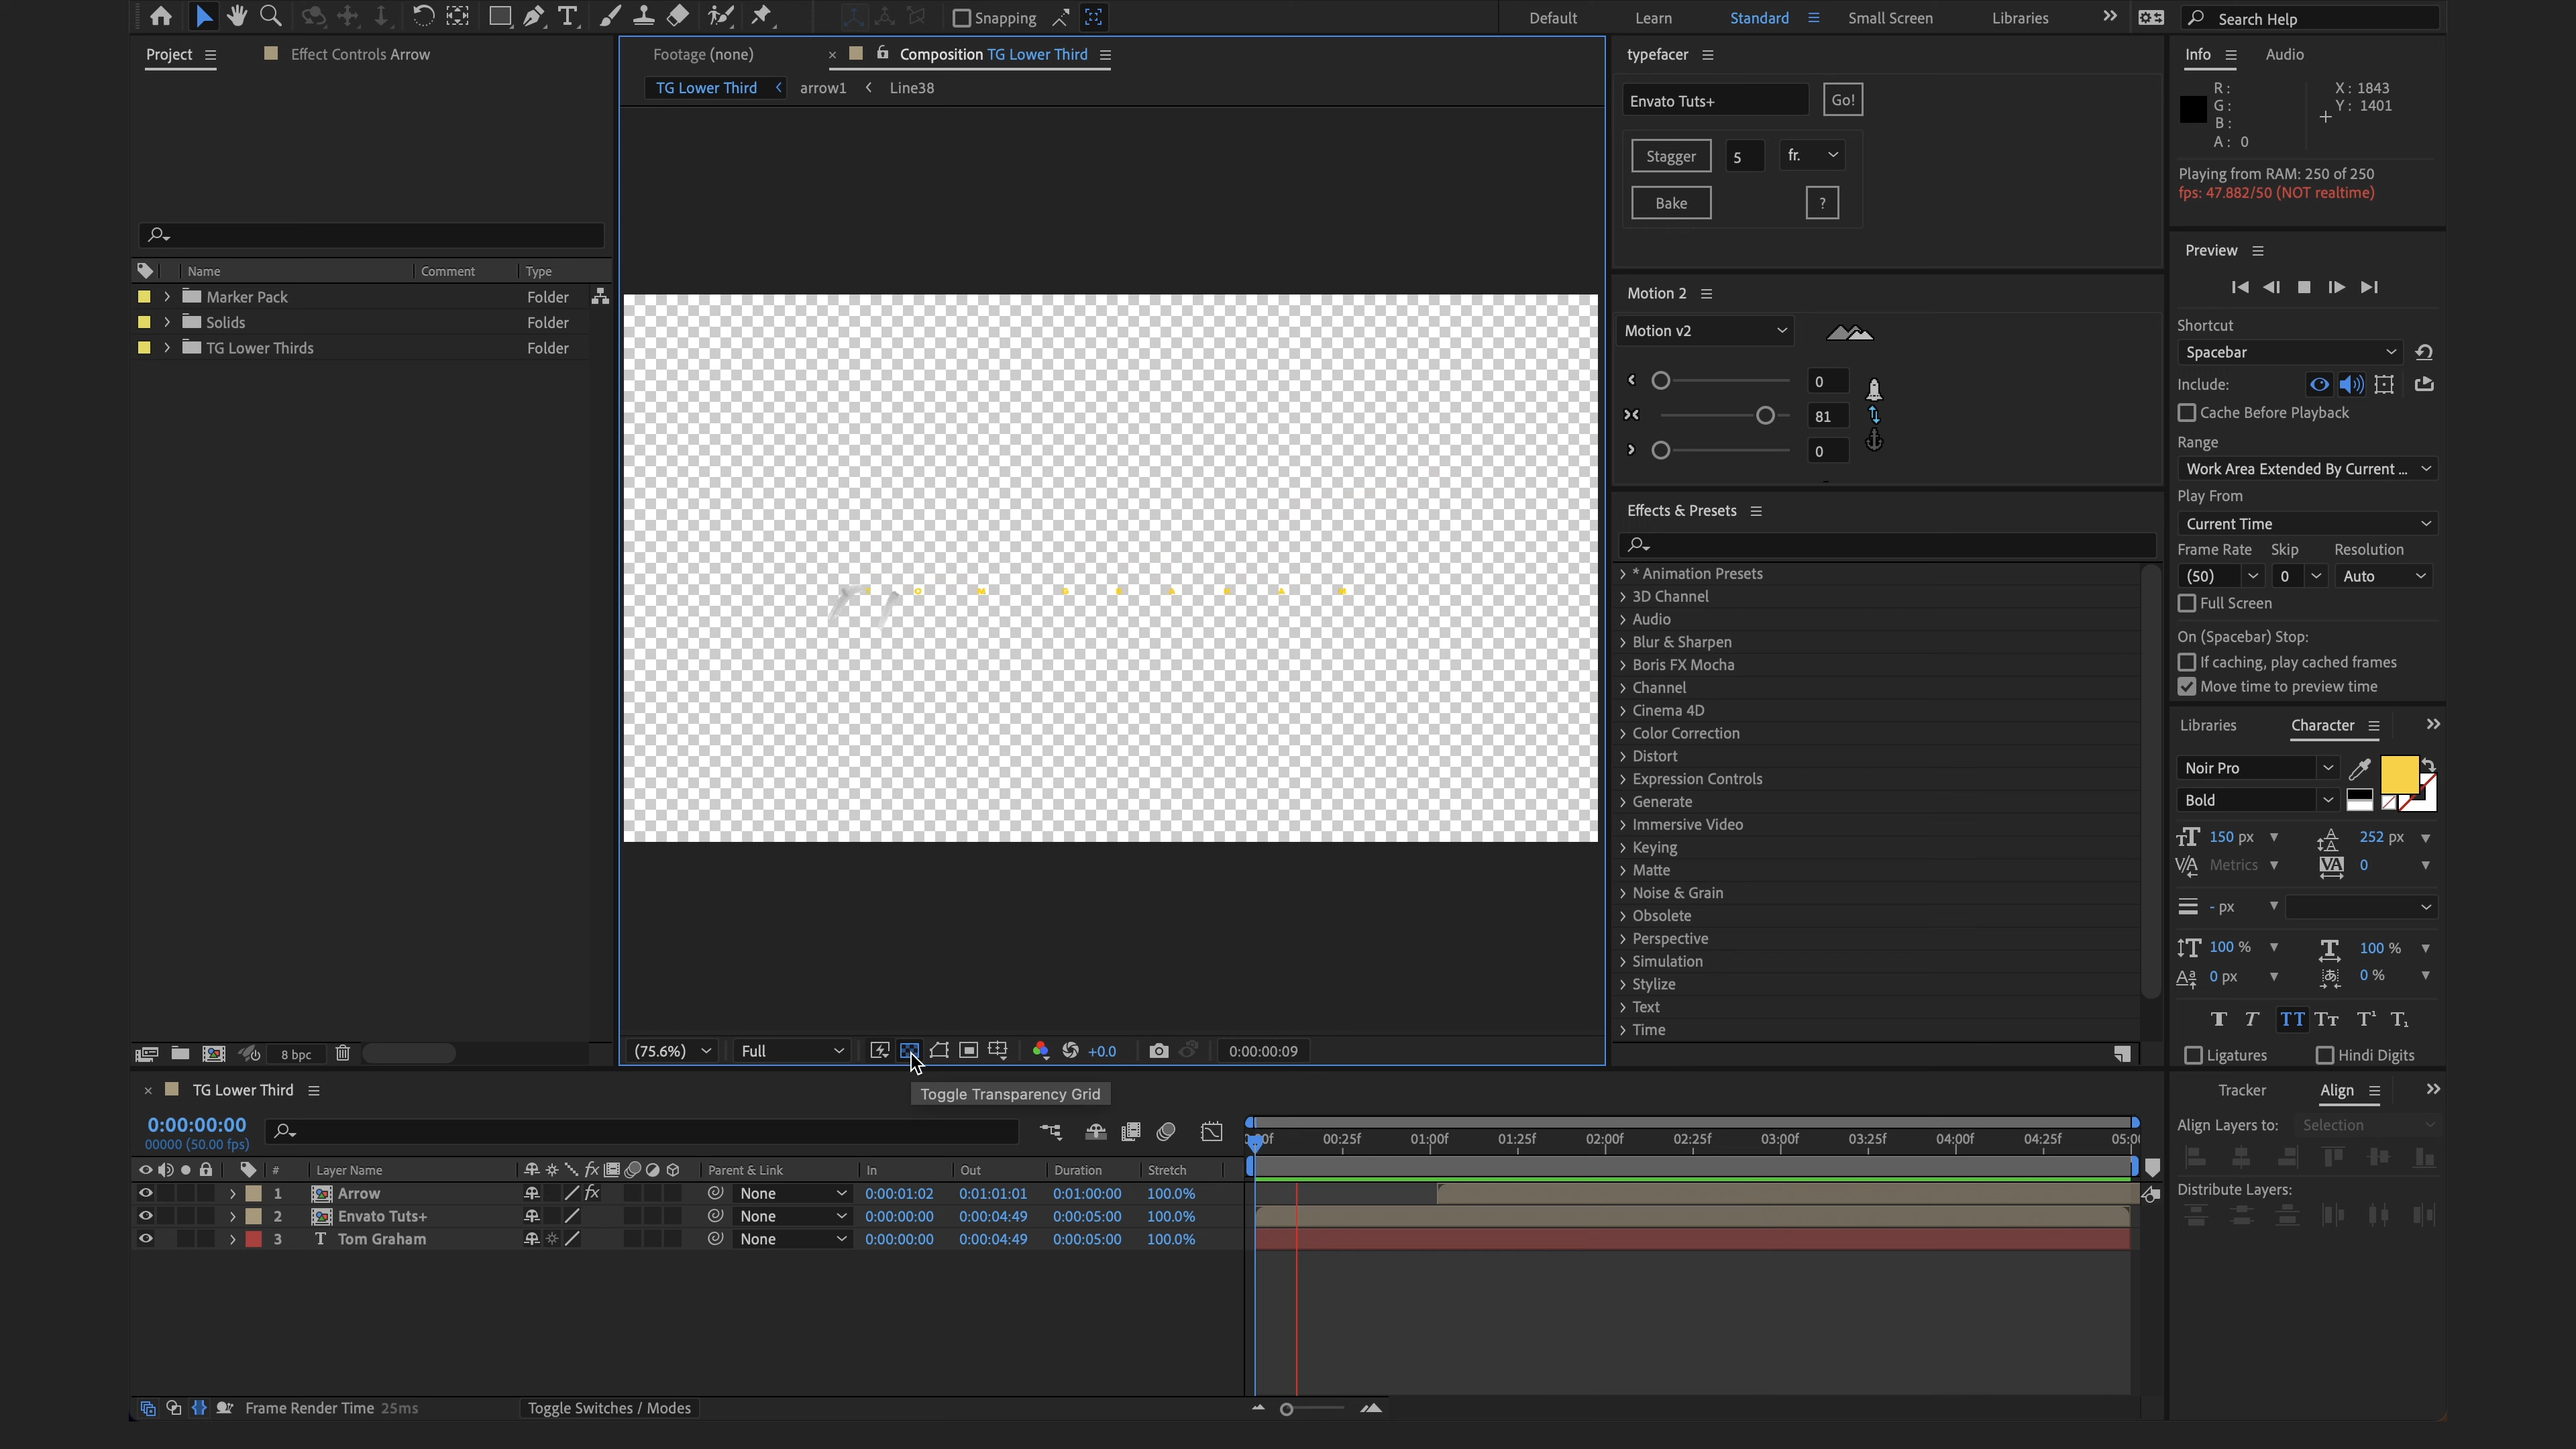 Snapping
Default
Learn
Standard
Small Screen
Libraries
Search Help
Project
Effect Controls Arrow
Footage (none)
Composition TG Lower Third
TG Lower Third
arrow1
Line38
Name
Comment
Type
Marker Pack
Folder
Solids
Folder
TG Lower Thirds
Folder
8 bpc
(75.6%)
Full
+0.0
0:00:00:09
Toggle Transparency Grid
typefacer
Envato Tuts+
Go!
Stagger
5
fr.
Bake
?
Motion 2
Motion v2
0
81
0
Effects & Presets
* Animation Presets
3D Channel
Audio
Blur & Sharpen
Boris FX Mocha
Channel
Cinema 4D
Color Correction
Distort
Expression Controls
Generate
Immersive Video
Keying
Matte
Noise & Grain
Obsolete
Perspective
Simulation
Stylize
Text
Time
Info
Audio
R:
G:
B:
A: 0
X: 1843
Y: 1401
Playing from RAM: 250 of 250
fps: 47.882/50 (NOT realtime)
Preview
Shortcut
Spacebar
Include:
Cache Before Playback
Range
Work Area Extended By Current ...
Play From
Current Time
Frame Rate Skip Resolution
(50) 0 Auto
Full Screen
On (Spacebar) Stop:
If caching, play cached frames
Move time to preview time
Libraries
Character
Noir Pro
Bold
150 px
252 px
Metrics
0
- px
100 %
100 %
0 px
0 %
Ligatures
Hindi Digits
Tracker
Align
Align Layers to: Selection
Distribute Layers:
TG Lower Third
0:00:00:00
00000 (50.00 fps)
# Layer Name Parent & Link In Out Duration Stretch
1 Arrow None 0:00:01:02 0:01:01:01 0:01:00:00 100.0%
2 Envato Tuts+ None 0:00:00:00 0:00:04:49 0:00:05:00 100.0%
3 Tom Graham None 0:00:00:00 0:00:04:49 0:00:05:00 100.0%
00:25f 01:00f 01:25f 02:00f 02:25f 03:00f 03:25f 04:00f 04:25f
Frame Render Time 25ms
Toggle Switches / Modes